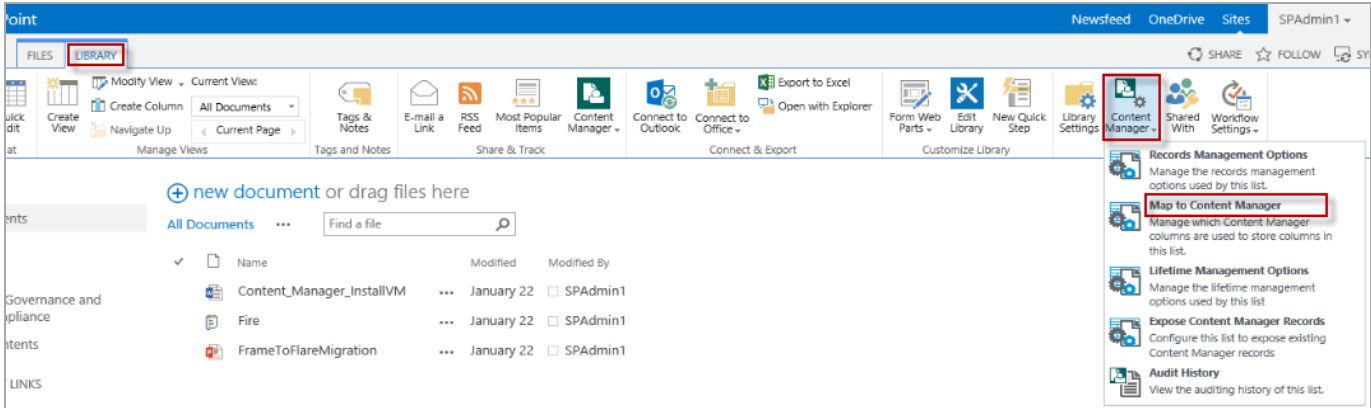 Point
Newsfeed OneDrive Sites SPAdmin1
FILES LIBRARY
SHARE FOLLOW SY
Modify View Current View:
Create Column All Documents
Navigate Up Current Page
uick
dit
Create
View
Tags &
Notes
E-mail a
Link
RSS
Feed
Most Popular
Items
Content
Manager
Connect to
Outlook
Connect to
Office
Export to Excel
Open with Explorer
Form Web
Parts
Edit
Library
New Quick
Step
Library
Settings
Content
Manager
Shared
With
Workflow
Settings
at Manage Views Tags and Notes Share & Track Connect & Export Customize Library
Records Management Options
Manage the records management
options used by this list.
Map to Content Manager
Manage which Content Manager
columns are used to store columns in
this list.
Lifetime Management Options
Manage the lifetime management
options used by this list
Expose Content Manager Records
Configure this list to expose existing
Content Manager records
Audit History
View the auditing history of this list.
new document or drag files here
All Documents ••• Find a file
Name Modified Modified By
Content_Manager_InstallVM ••• January 22 SPAdmin1
Fire ••• January 22 SPAdmin1
FrameToFlareMigration ••• January 22 SPAdmin1
ents
Governance and
pliance
ntents
LINKS